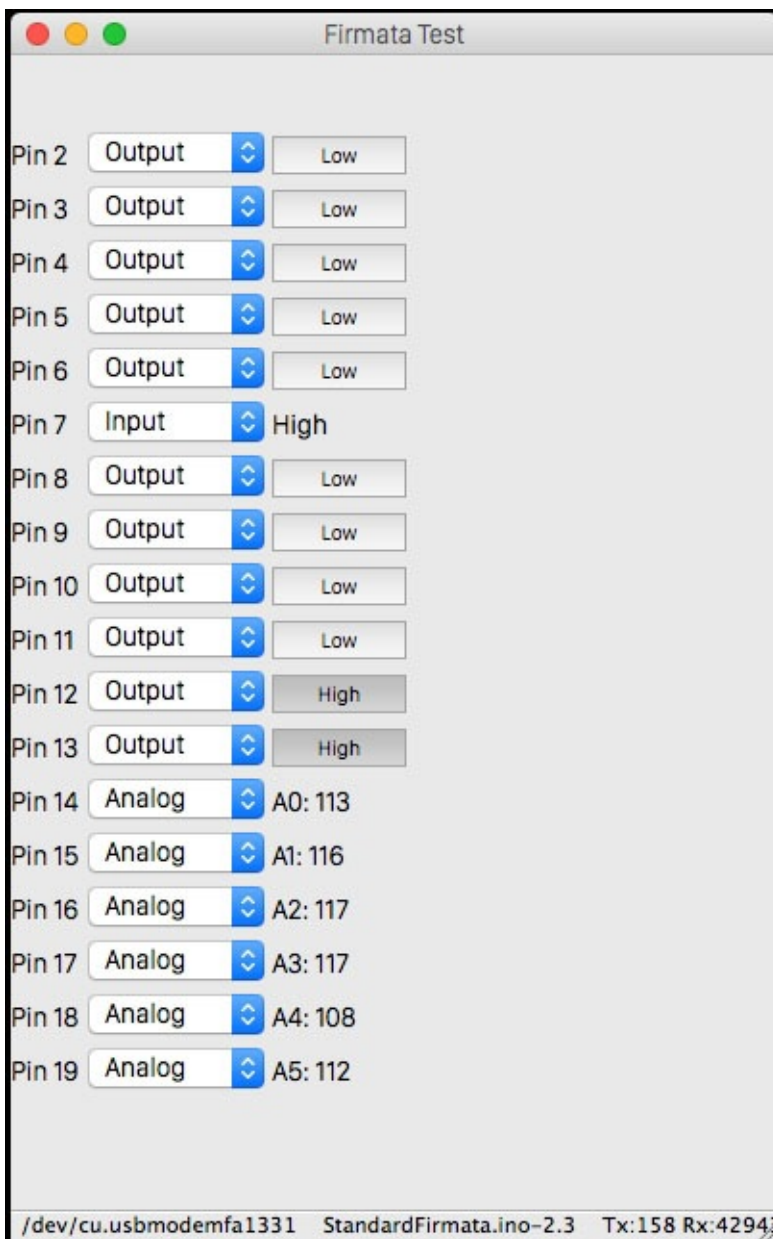 Firmata Test
Pin 2 Output Low
Pin 3 Output Low
Pin 4 Output Low
Pin 5 Output Low
Pin 6 Output Low
Pin 7 Input High
Pin 8 Output Low
Pin 9 Output Low
Pin 10 Output Low
Pin 11 Output Low
Pin 12 Output High
Pin 13 Output High
Pin 14 Analog A0: 113
Pin 15 Analog A1: 116
Pin 16 Analog A2: 117
Pin 17 Analog A3: 117
Pin 18 Analog A4: 108
Pin 19 Analog A5: 112
/dev/cu.usbmodemfa1331 StandardFirmata.ino-2.3 Tx:158